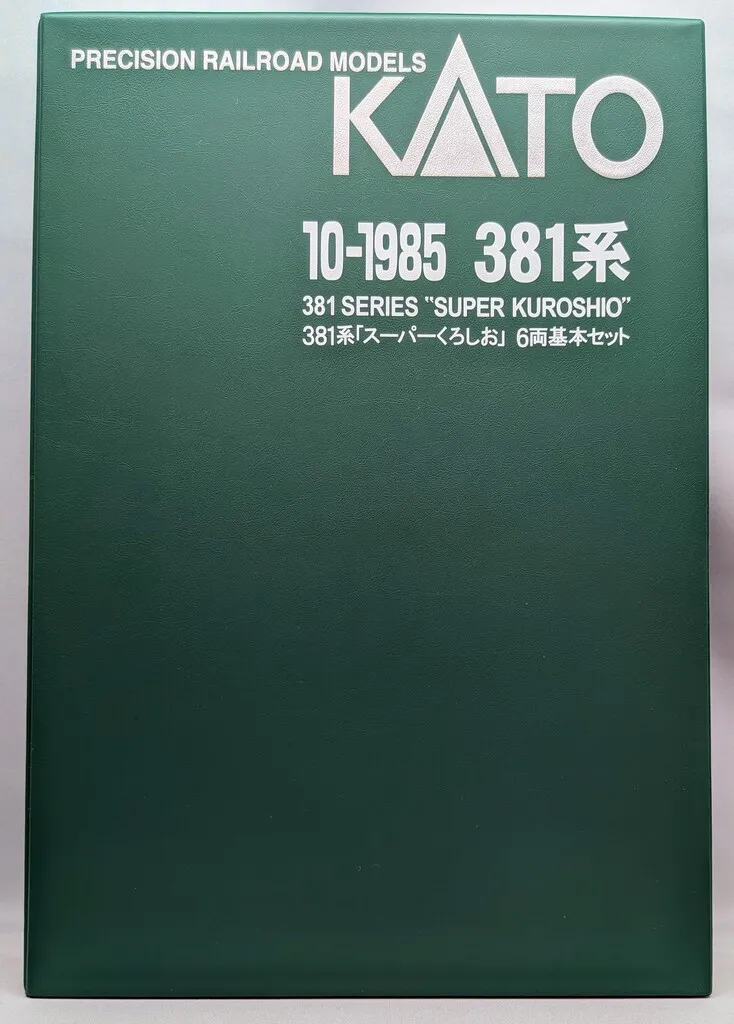 PRECISION RAILROAD MODELS
KATO
10-1985 381系
381 SERIES "SUPER KUROSHIO"
381系「スーパーくろしお」 6両基本セット